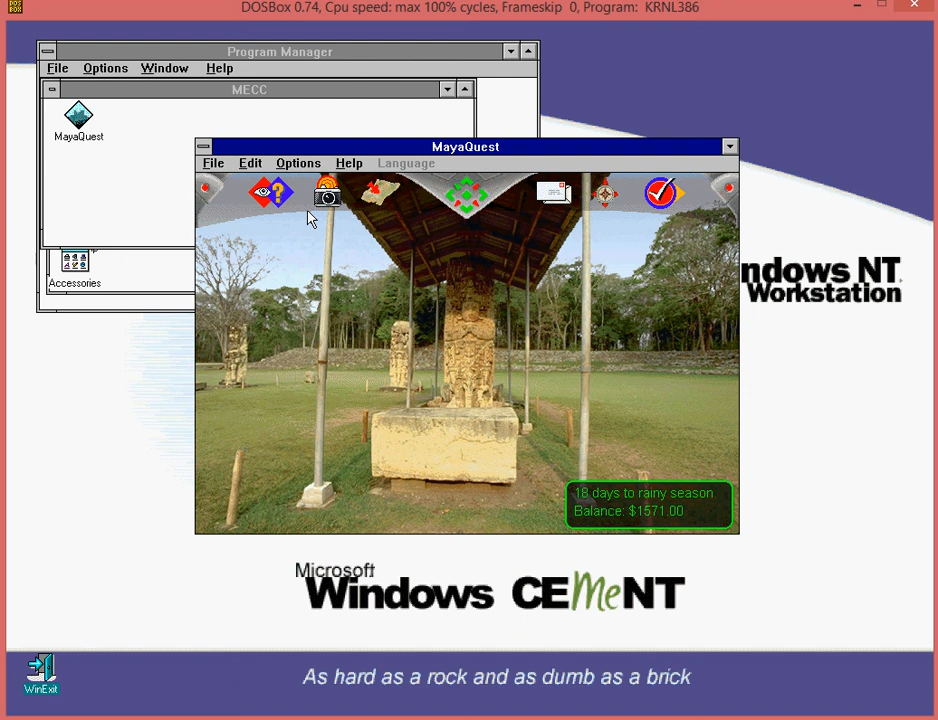 DOSBox 0.74, Cpu speed: max 100% cycles, Frameskip 0, Program: KRNL386
Program Manager
File Options Window Help
MECC
MayaQuest
MayaQuest
File Edit Options Help Language
Accessories
ndows NT
Workstation
18 days to rainy season
Balance: $1571.00
Microsoft
Windows CEMeNT
WinExit
As hard as a rock and as dumb as a brick